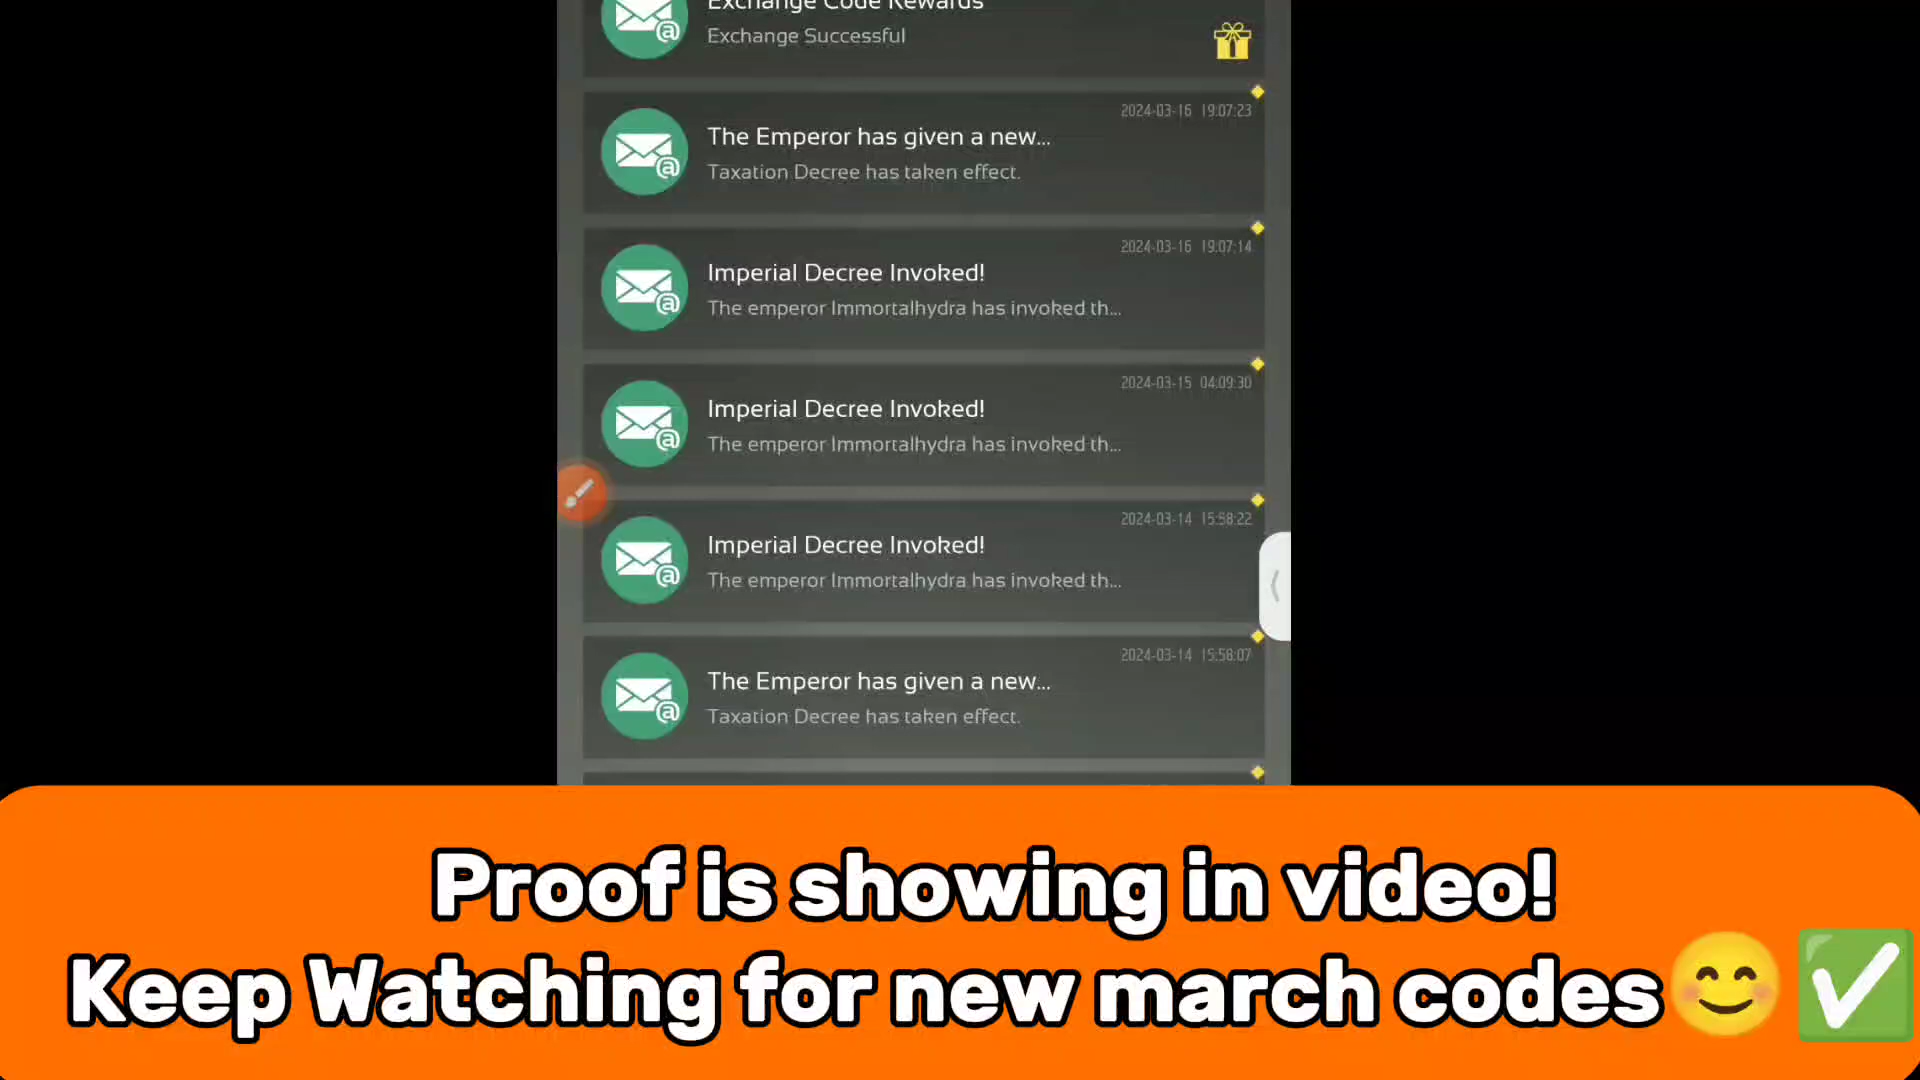 Exchange Code Rewards
Exchange Successful
2024-03-16 19:07:23
The Emperor has given a new...
Taxation Decree has taken effect.
2024-03-16 19:07:14
Imperial Decree Invoked!
The emperor Immortalhydra has invoked th...
2024-03-15 04:09:30
Imperial Decree Invoked!
The emperor Immortalhydra has invoked th...
2024-03-14 15:58:22
Imperial Decree Invoked!
The emperor Immortalhydra has invoked th...
2024-03-14 15:58:07
The Emperor has given a new...
Taxation Decree has taken effect.
Proof is showing in video!
Keep Watching for new march codes😊✅